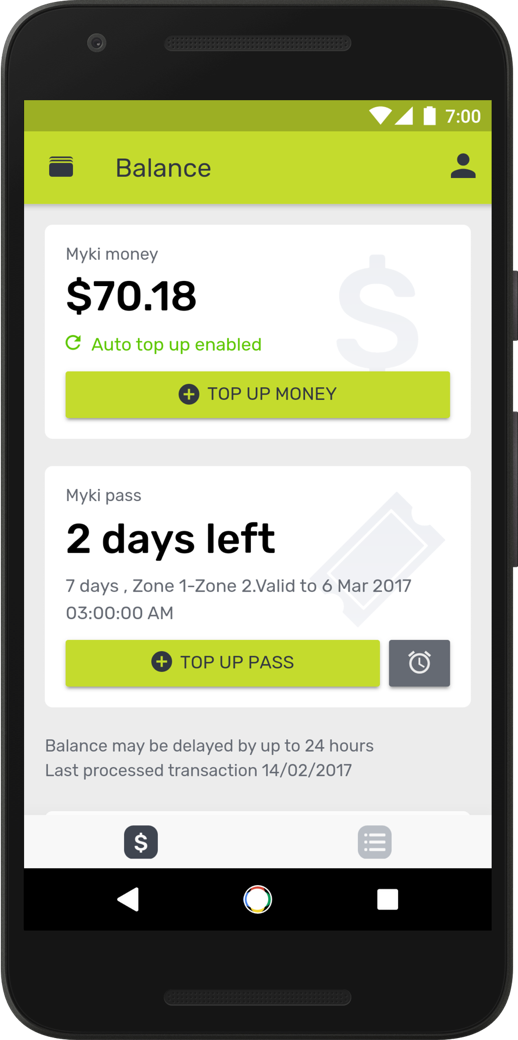 7:00
Balance
Myki money
$70.18
Auto top up enabled
TOP UP MONEY
Myki pass
2 days left
7 days , Zone 1-Zone 2.Valid to 6 Mar 2017
03:00:00 AM
TOP UP PASS
Balance may be delayed by up to 24 hours
Last processed transaction 14/02/2017